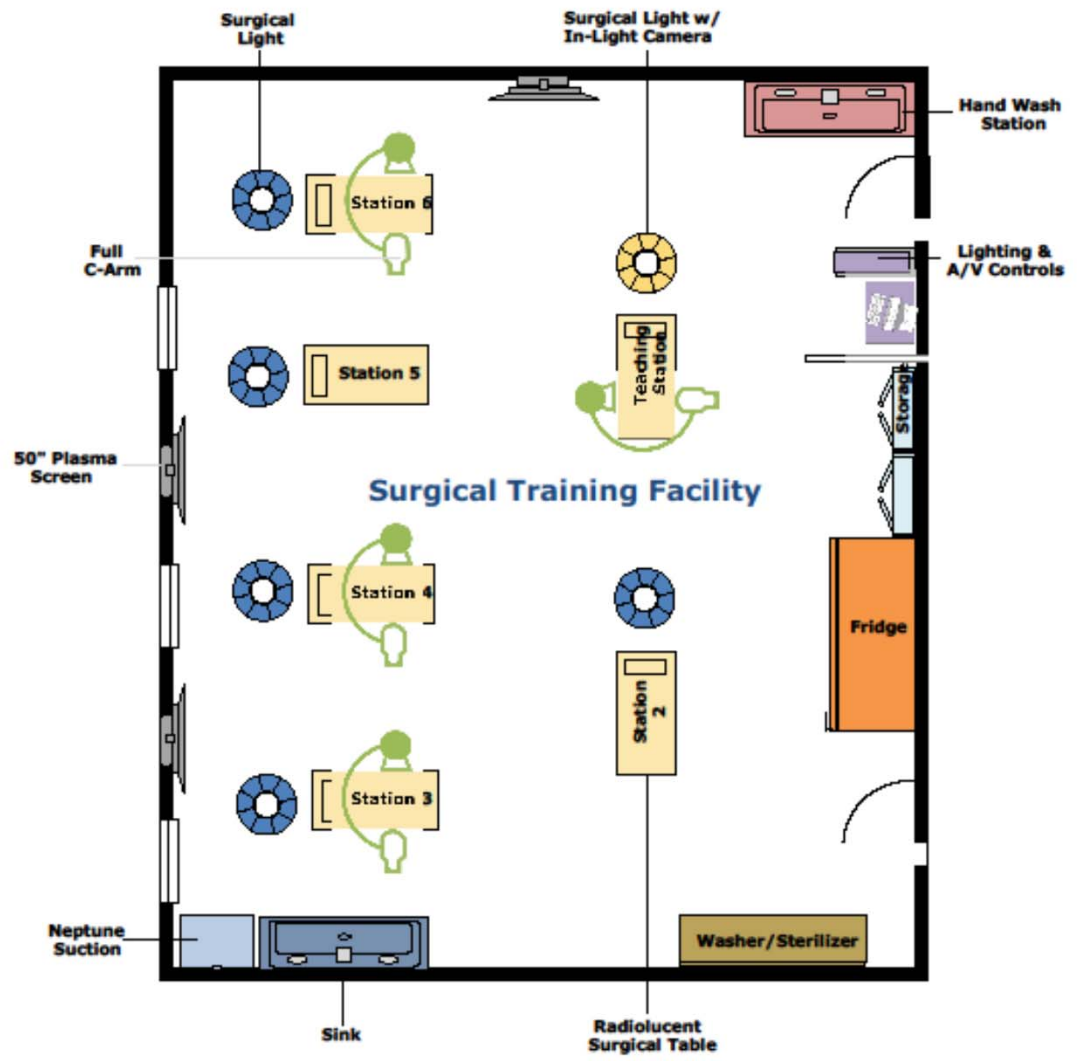 Surgical
Light
Surgical Light w/
In-Light Camera
Hand Wash
Station
Station 6
Full
C-Arm
Lighting &
A/V Controls
Teaching
Station
Station 5
Storage
50" Plasma
Screen
Surgical Training Facility
Station 4
Fridge
Station
2
Station 3
Neptune
Suction
Washer/Sterilizer
Sink
Radiolucent
Surgical Table